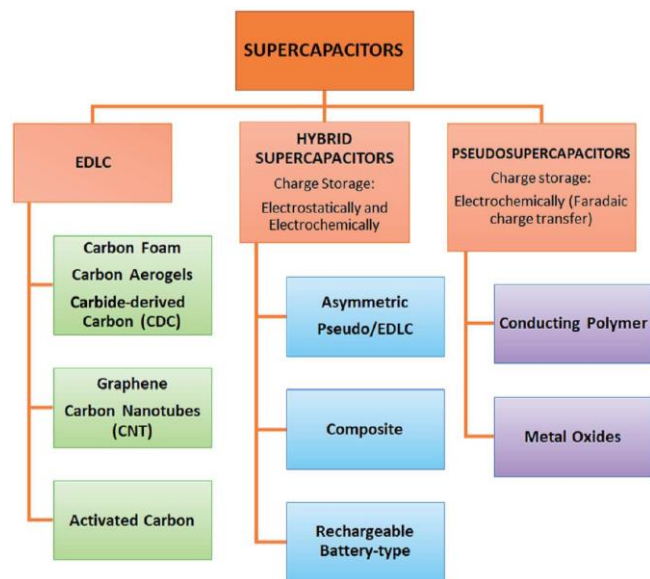 SUPERCAPACITORS
EDLC
Carbon Foam
Carbon Aerogels
Carbide-derived
Carbon (CDC)
Graphene
Carbon Nanotubes
(CNT)
Activated Carbon
HYBRID
SUPERCAPACITORS
Charge Storage:
Electrostatically and
Electrochemically
Asymmetric
Pseudo/EDLC
Composite
Rechargeable
Battery-type
PSEUDOSUPERCAPACITORS
Charge storage:
Electrochemically (Faradaic
charge transfer)
Conducting Polymer
Metal Oxides